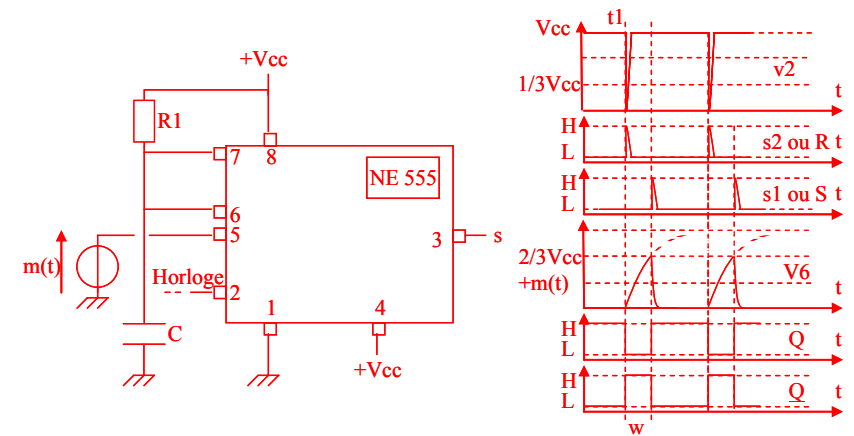 +Vcc
R1
7
8
NE 555
6
5
3
s
m(t)
Horloge
2
1
4
C
+Vcc
t1
Vcc
v2
1/3Vcc
t
H
L
s2 ou R t
H
L
s1 ou S t
2/3Vcc
+m(t)
V6
t
H
L
Q
t
H
L
Q
t
w